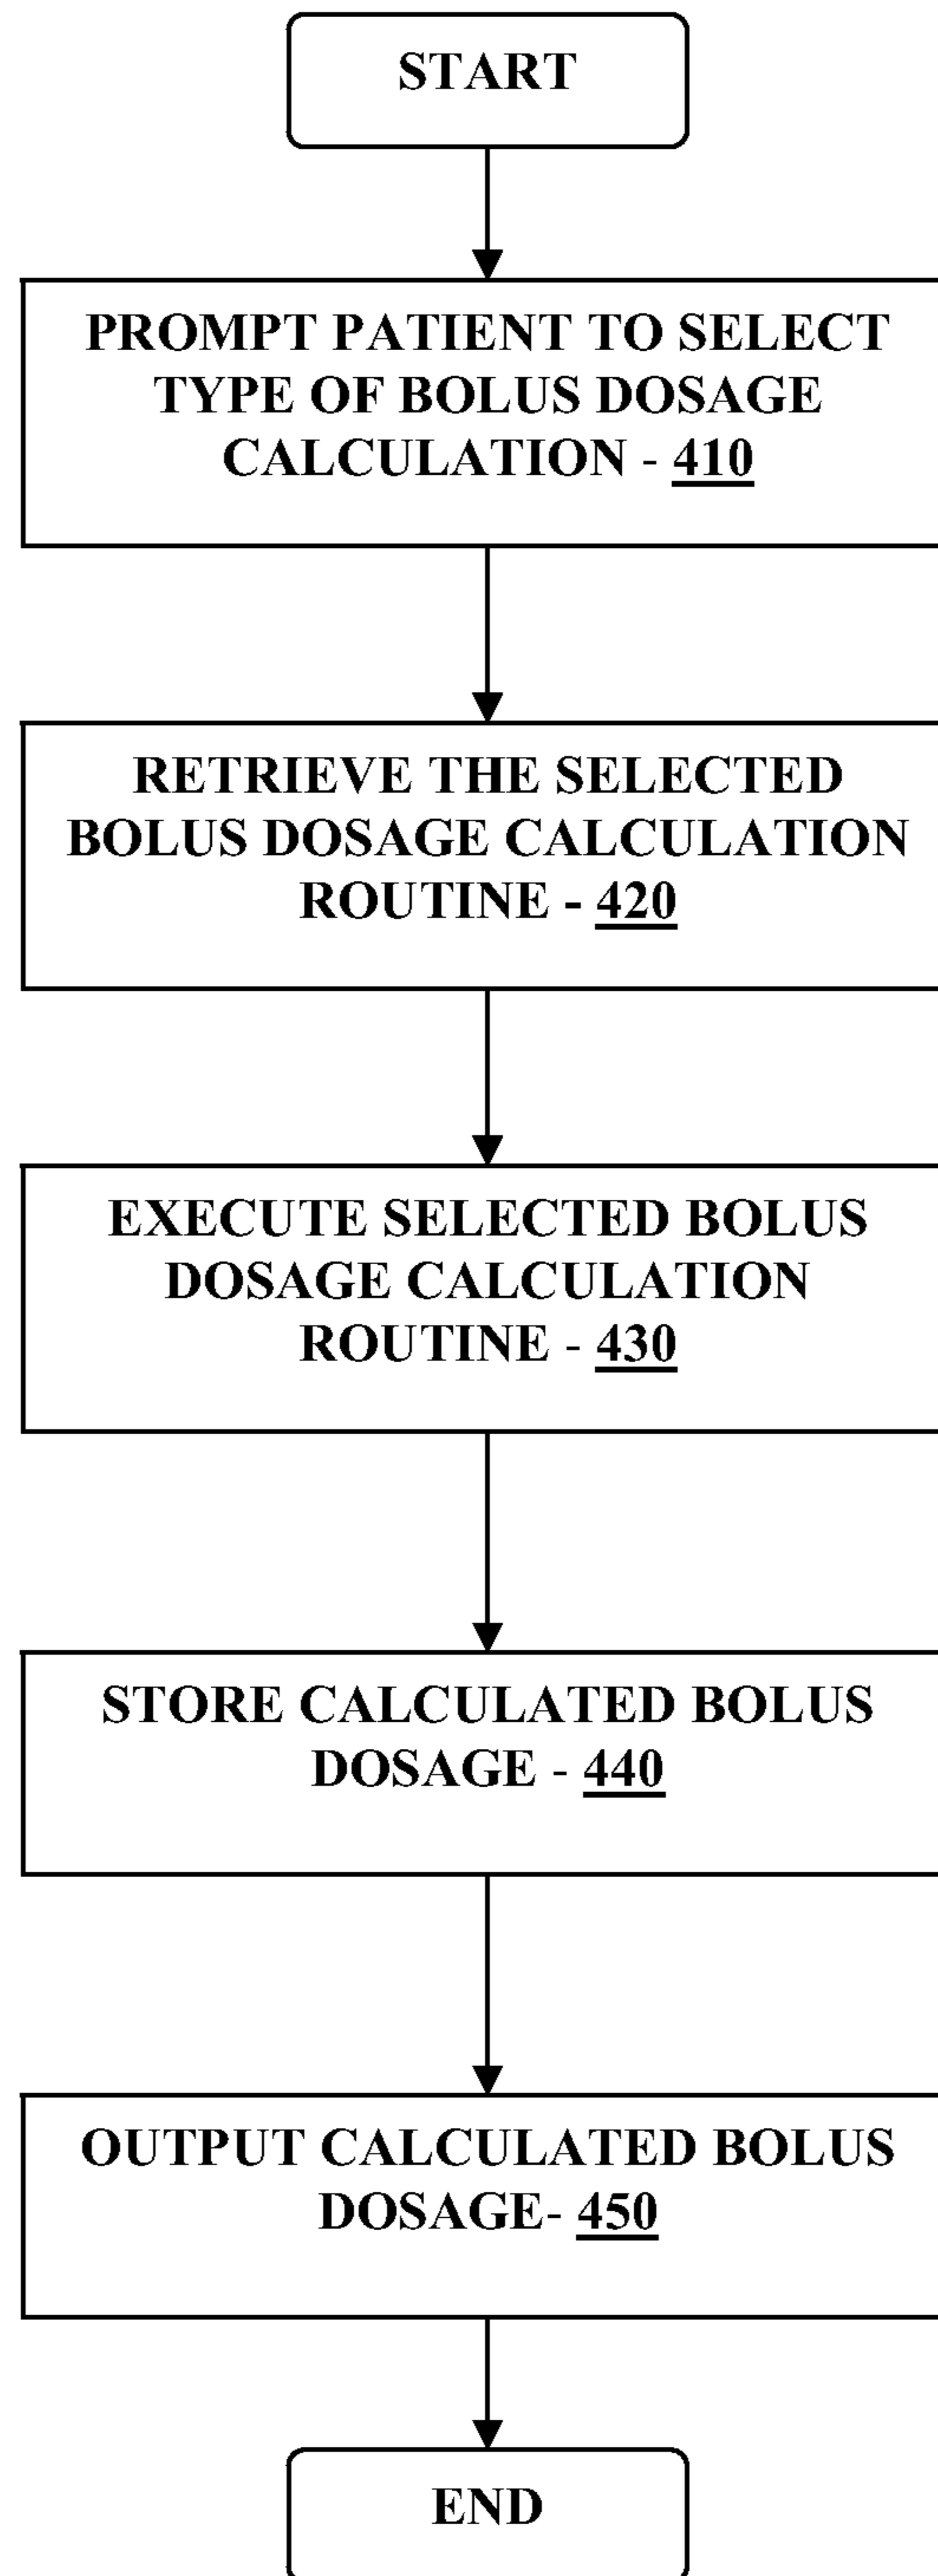 START
PROMPT PATIENT TO SELECT
TYPE OF BOLUS DOSAGE
CALCULATION - 410
RETRIEVE THE SELECTED
BOLUS DOSAGE CALCULATION
ROUTINE - 420
EXECUTE SELECTED BOLUS
DOSAGE CALCULATION
ROUTINE - 430
STORE CALCULATED BOLUS
DOSAGE - 440
OUTPUT CALCULATED BOLUS
DOSAGE- 450
END